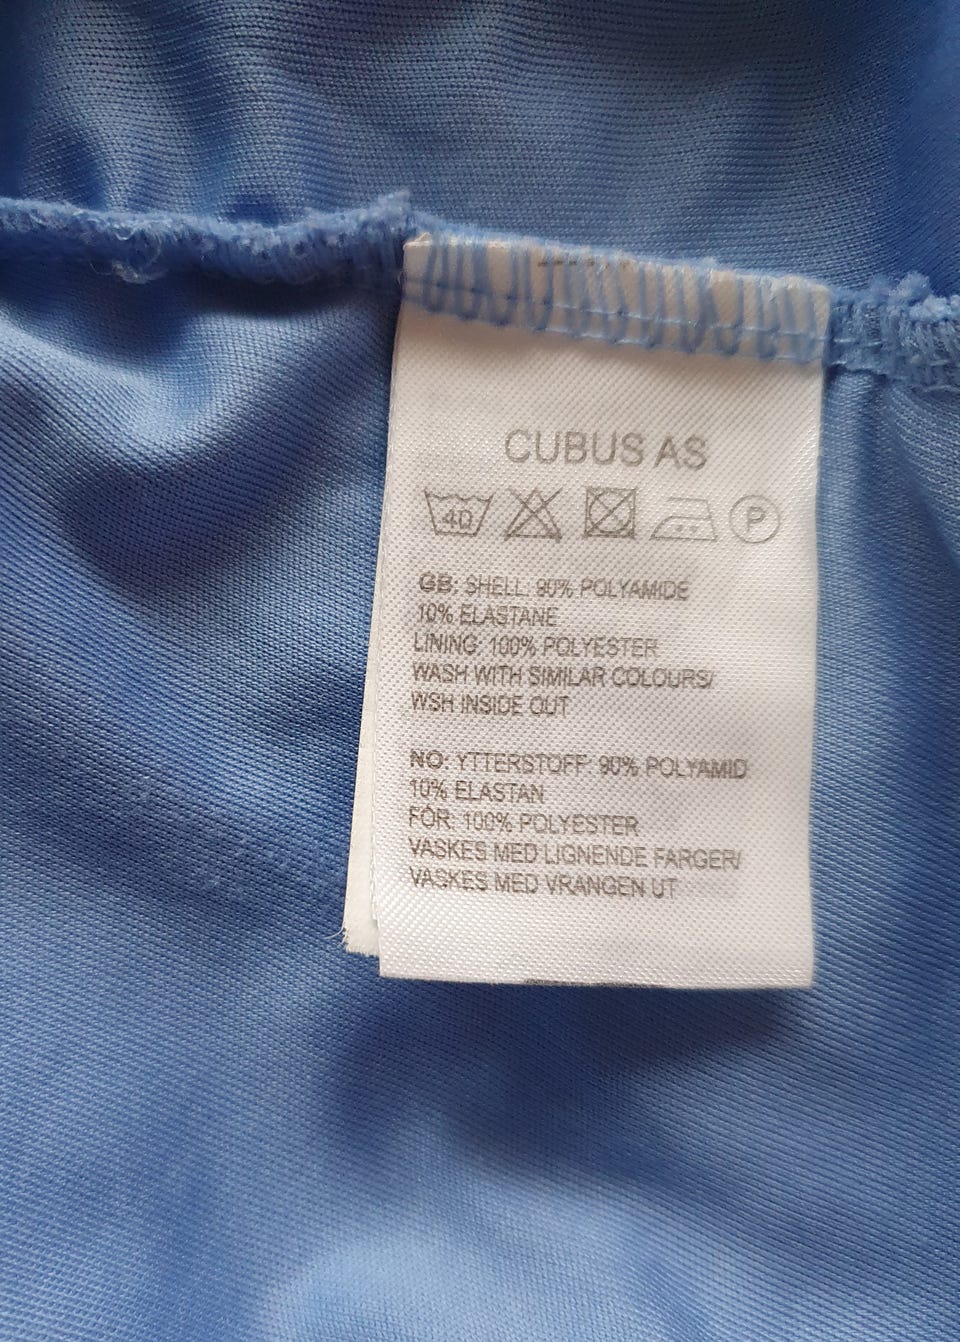 CUBUS AS
40 P
GB: SHELL: 90% POLYAMIDE
10% ELASTANE
LINING: 100% POLYESTER
WASH WITH SIMILAR COLOURS/
WSH INSIDE OUT
NO: YTTERSTOFF: 90% POLYAMID
10% ELASTAN
FÒR: 100% POLYESTER
VASKES MED LIGNENDE FARGER/
VASKES MED VRANGEN UT